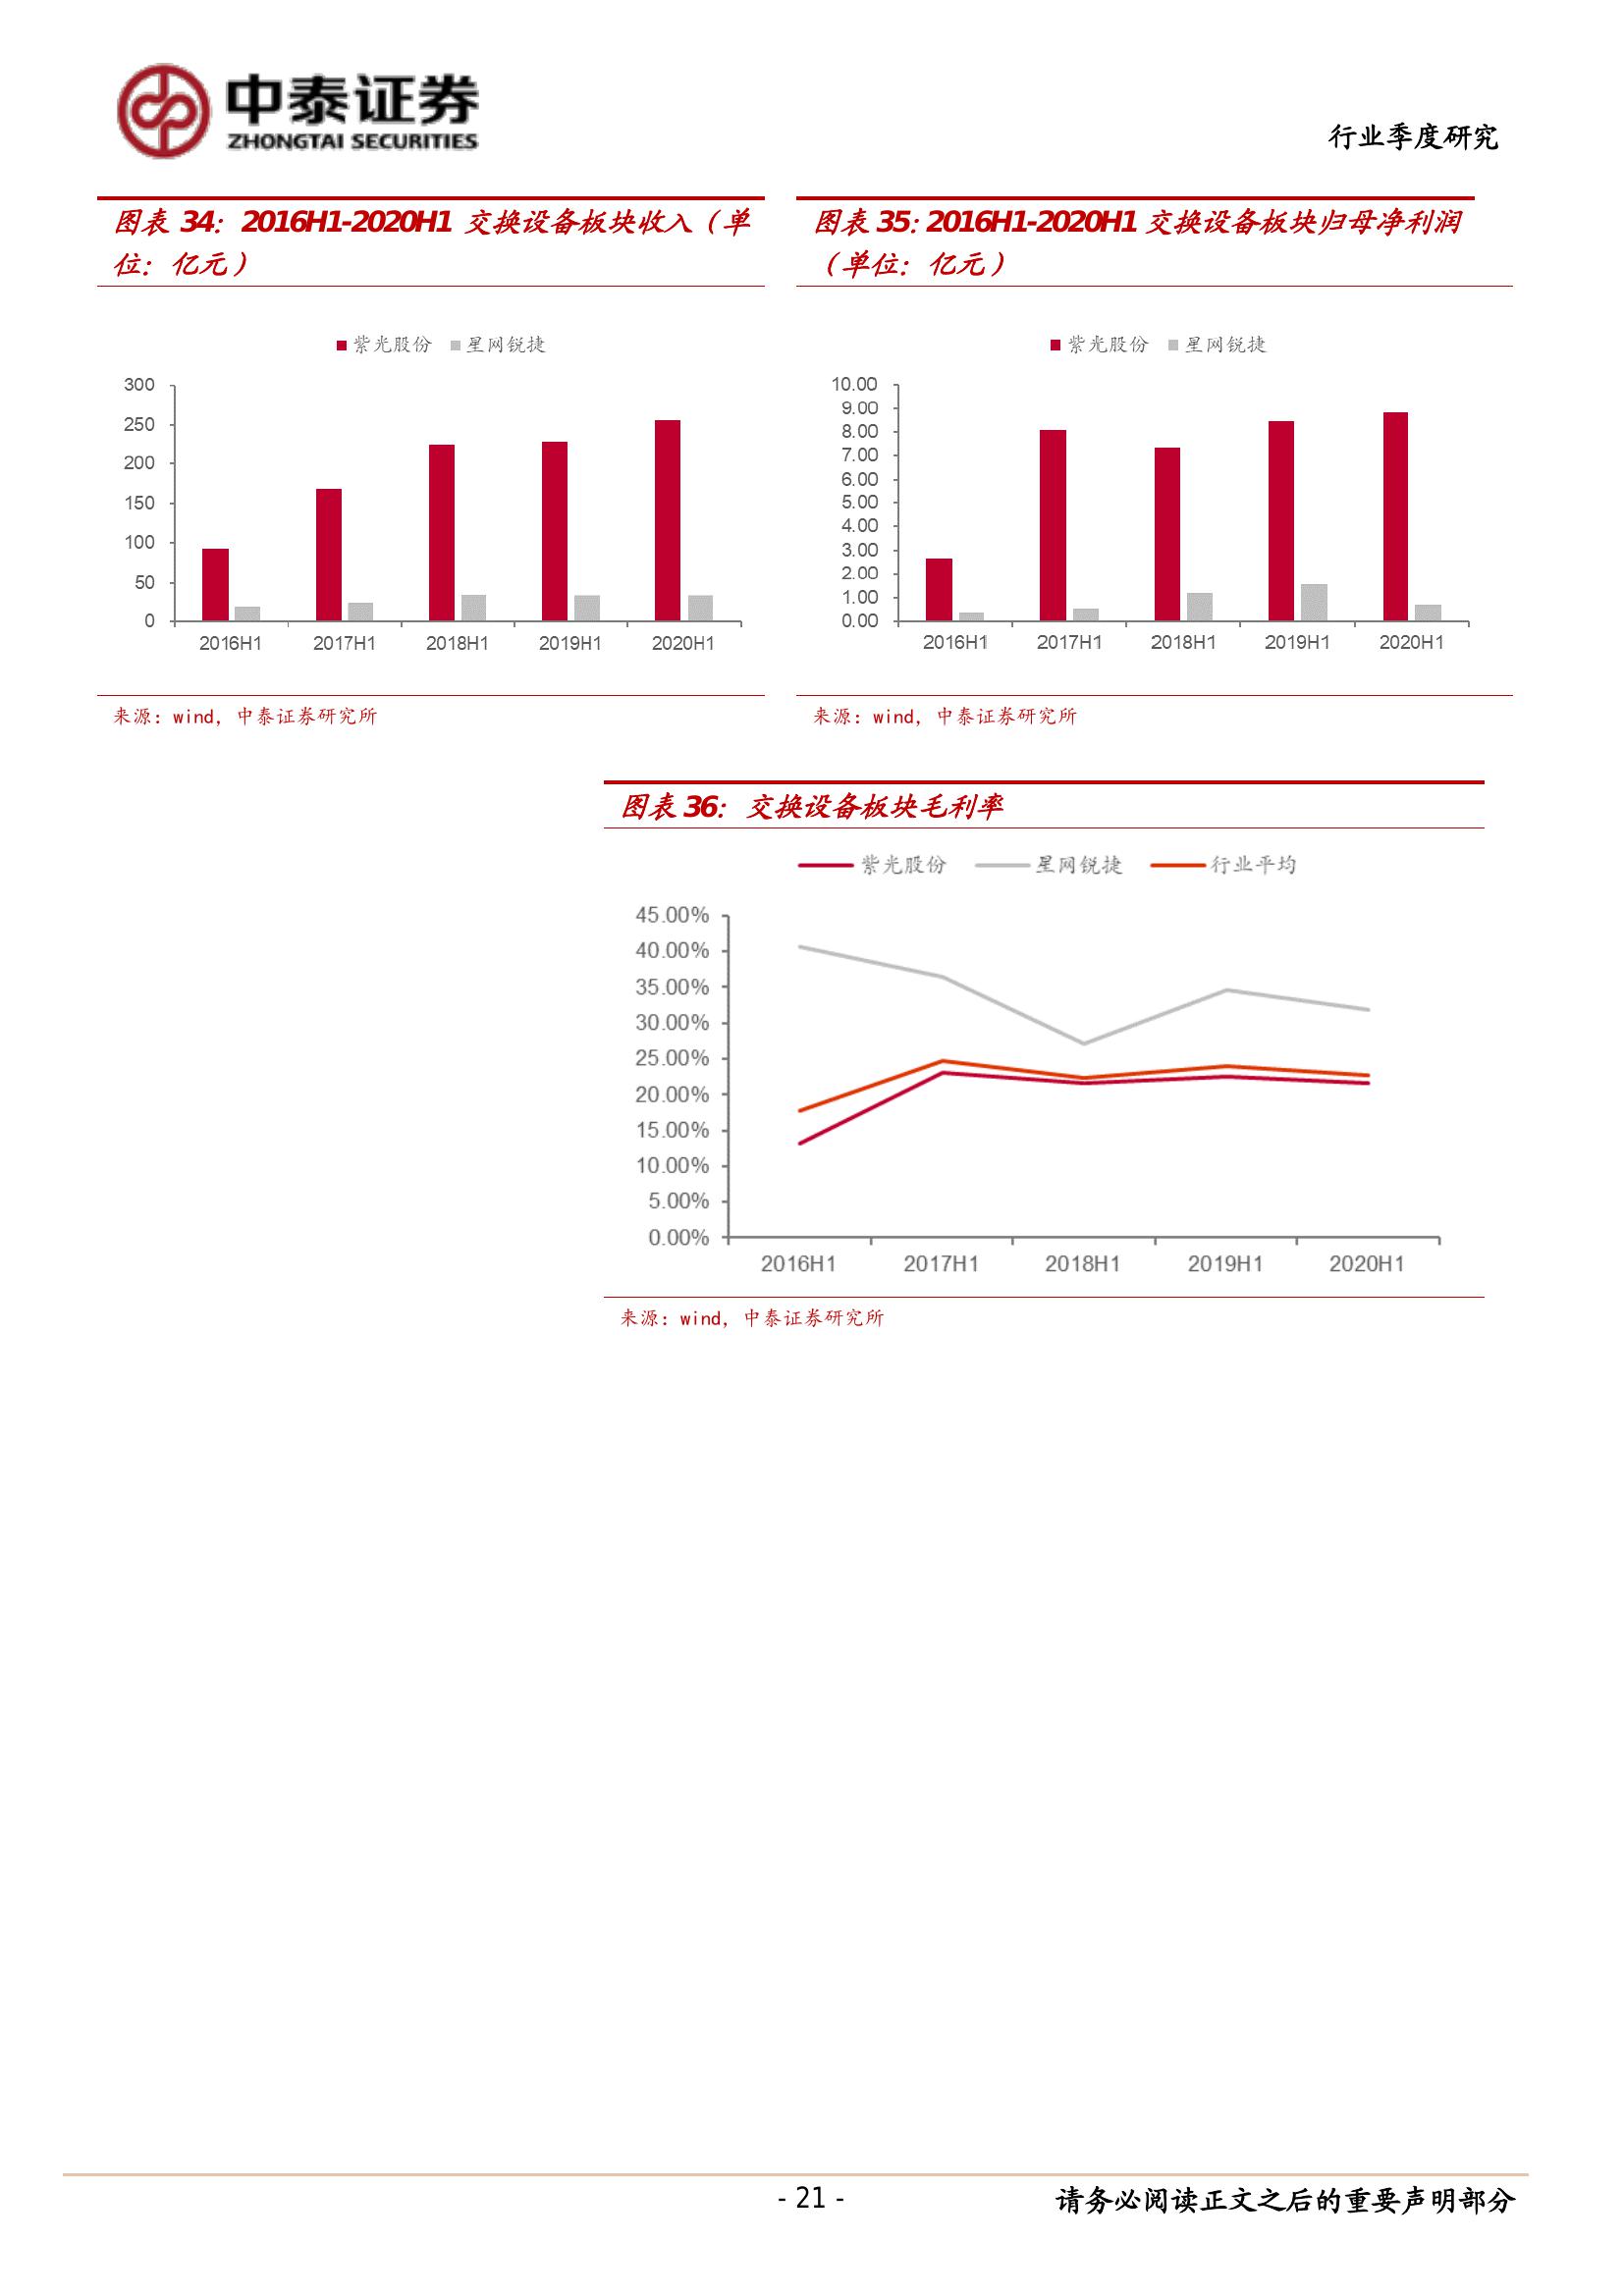 中泰证券
ZHONGTAI SECURITIES
行业季度研究
图表 34：2016H1-2020H1 交换设备板块收入（单
位：亿元）
紫光股份 星网锐捷
300
250
200
150
100
50
0
2016H1 2017H1 2018H1 2019H1 2020H1
来源：wind，中泰证券研究所
图表 35：2016H1-2020H1 交换设备板块归母净利润
（单位：亿元）
紫光股份 星网锐捷
10.00
9.00
8.00
7.00
6.00
5.00
4.00
3.00
2.00
1.00
0.00
2016H1 2017H1 2018H1 2019H1 2020H1
来源：wind，中泰证券研究所
图表 36：交换设备板块毛利率
紫光股份 星网锐捷 行业平均
45.00%
40.00%
35.00%
30.00%
25.00%
20.00%
15.00%
10.00%
5.00%
0.00%
2016H1 2017H1 2018H1 2019H1 2020H1
来源：wind，中泰证券研究所
- 21 -
请务必阅读正文之后的重要声明部分